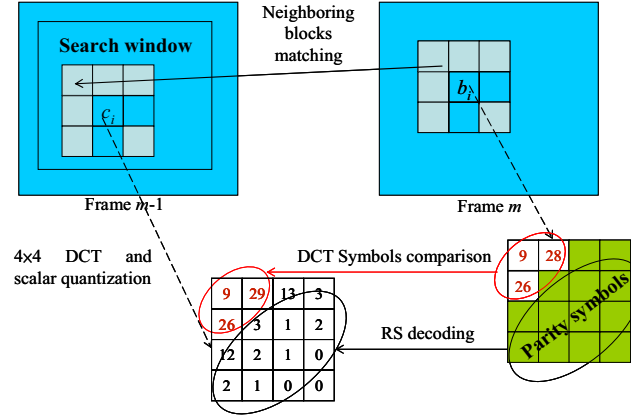 Neighboring
blocks
matching
Search window
c_i
b_i
Frame m-1
Frame m
4x4 DCT and
scalar quantization
DCT Symbols comparison
9 28
26
Parity symbols
9 29 13 3
26 3 1 2
12 2 1 0
2 1 0 0
RS decoding